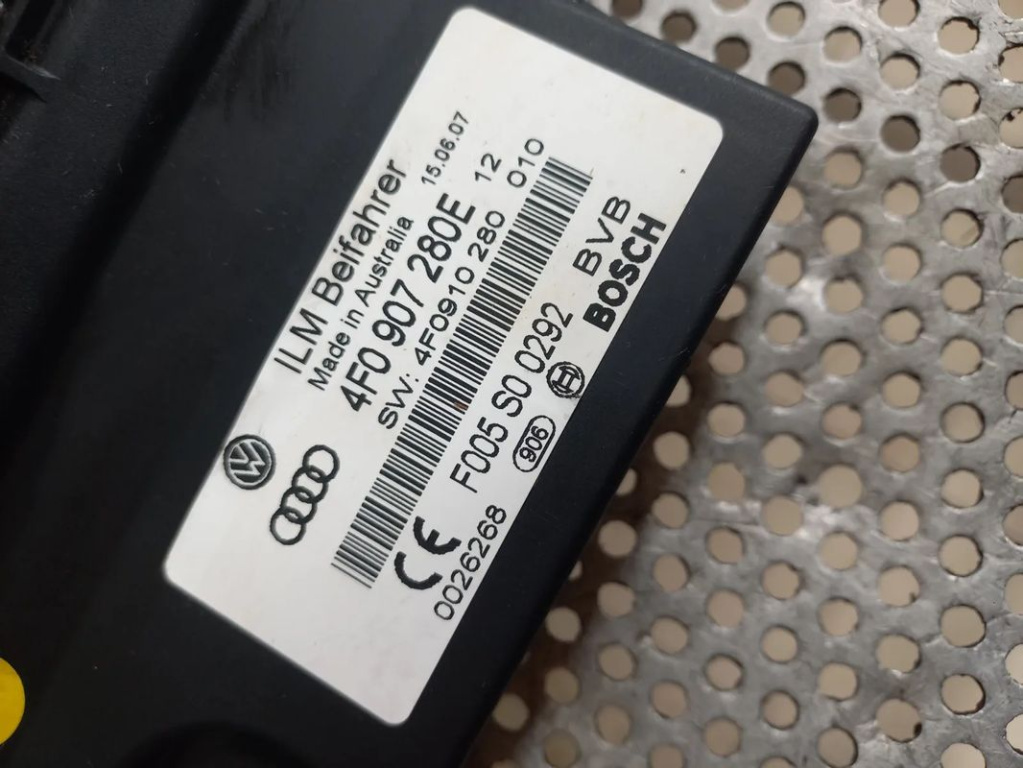 ILM Beifahrer
Made in Australia 15.06.07
4F0 907 280E 12
SW: 4F0910 280 010
F005 S0 0292 BVB
906 BOSCH
CE
0026268